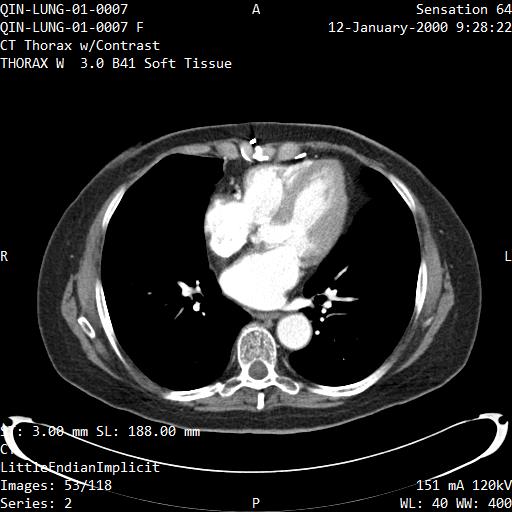 QIN-LUNG-01-0007
A
Sensation 64
QIN-LUNG-01-0007 F
12-January-2000 9:28:22
CT Thorax w/Contrast
THORAX W 3.0 B41 Soft Tissue
R
L
: 3.00 mm SL: 188.00 mm
LittleEndianImplicit
Images: 53/118
151 mA 120kV
Series: 2
P
WL: 40 WW: 400